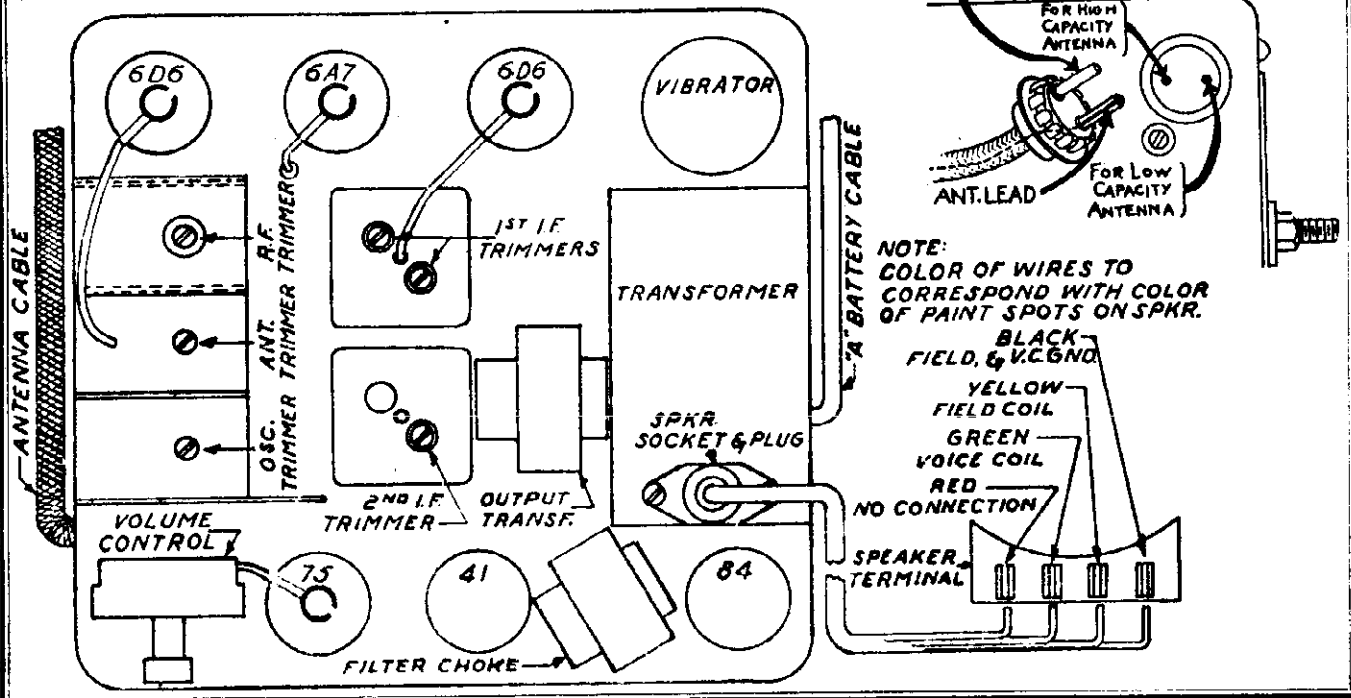 6D6
6A7
6D6
VIBRATOR
FOR HIGH
CAPACITY
ANTENNA
ANT. LEAD
FOR LOW
CAPACITY
ANTENNA
ANTENNA CABLE
R.F.
TRIMMER
ANT.
TRIMMER
OSC.
TRIMMER
1ST I.F.
TRIMMERS
TRANSFORMER
"A" BATTERY CABLE
NOTE:
COLOR OF WIRES TO
CORRESPOND WITH COLOR
OF PAINT SPOTS ON SPKR.
BLACK
FIELD, & V.C. GND.
YELLOW
FIELD COIL
GREEN
VOICE COIL
RED
NO CONNECTION
SPKR.
SOCKET & PLUG
2ND I.F.
TRIMMER
OUTPUT
TRANSF.
VOLUME
CONTROL
75
41
84
SPEAKER
TERMINAL
FILTER CHOKE